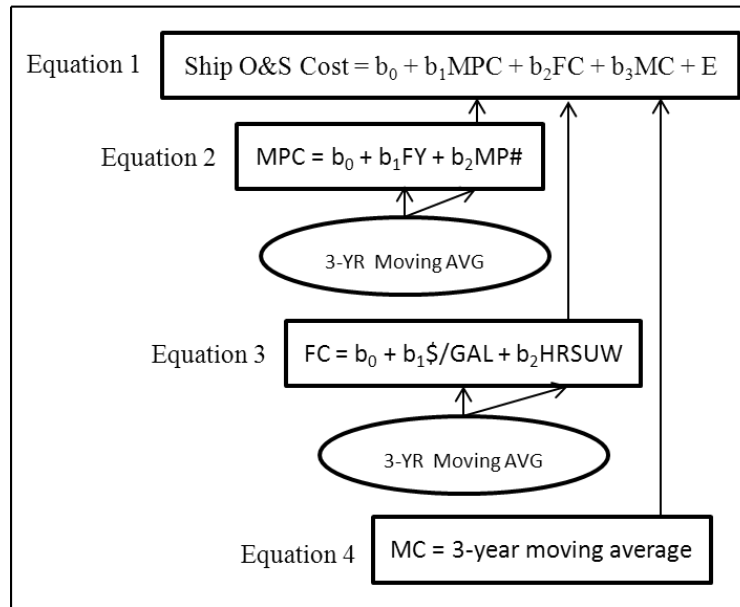 Equation 1 Ship O&S Cost = b₀ + b₁MPC + b₂FC + b₃MC + E
Equation 2 MPC = b₀ + b₁FY + b₂MP#
3-YR Moving AVG
Equation 3 FC = b₀ + b₁$/GAL + b₂HRSUW
3-YR Moving AVG
Equation 4 MC = 3-year moving average